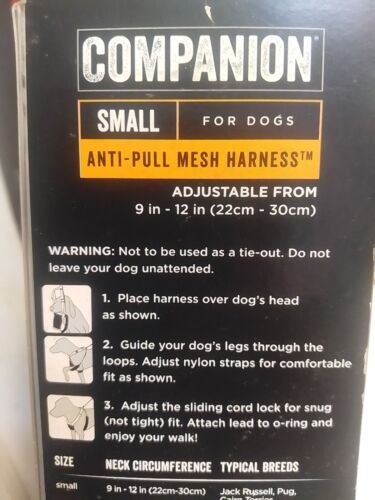 COMPANION®
SMALL FOR DOGS
ANTI-PULL MESH HARNESS™
ADJUSTABLE FROM
9 in - 12 in (22cm - 30cm)
WARNING: Not to be used as a tie-out. Do not
leave your dog unattended.
1. Place harness over dog's head
as shown.
2. Guide your dog's legs through the
loops. Adjust nylon straps for comfortable
fit as shown.
3. Adjust the sliding cord lock for snug
(not tight) fit. Attach lead to o-ring and
enjoy your walk!
SIZE NECK CIRCUMFERENCE TYPICAL BREEDS
small 9 in - 12 in (22cm-30cm) Jack Russell, Pug,
Cairn Terrier